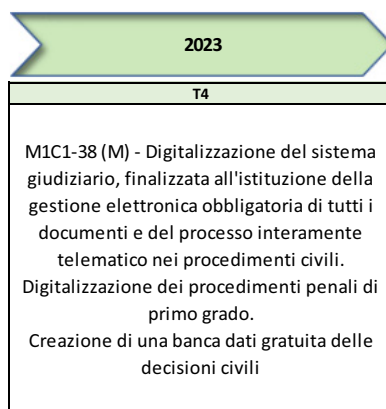 2023
T4
M1C1-38 (M) - Digitalizzazione del sistema
giudiziario, finalizzata all'istituzione della
gestione elettronica obbligatoria di tutti i
documenti e del processo interamente
telematico nei procedimenti civili.
Digitalizzazione dei procedimenti penali di
primo grado.
Creazione di una banca dati gratuita delle
decisioni civili